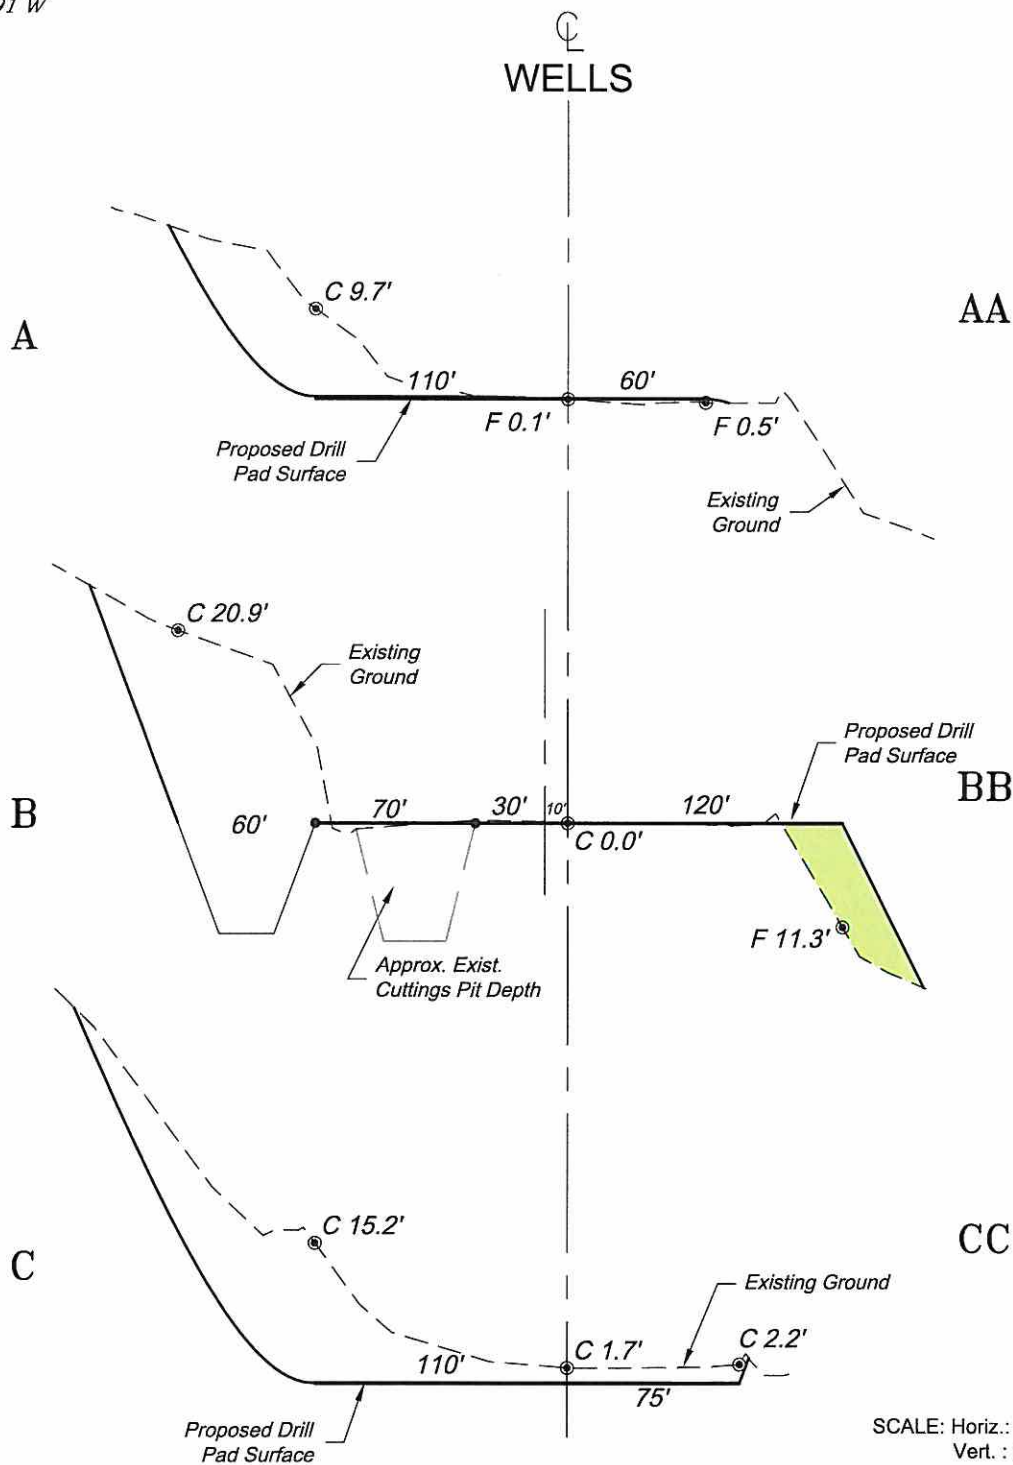 91 W
℄
WELLS
C 9.7'
A
AA
110'
60'
F 0.1'
F 0.5'
Proposed Drill
Pad Surface
Existing
Ground
C 20.9'
Existing
Ground
Proposed Drill
Pad Surface
B
BB
60'
70'
30'
10'
120'
C 0.0'
F 11.3'
Approx. Exist.
Cuttings Pit Depth
C 15.2'
C
CC
Existing Ground
C 1.7'
C 2.2'
110'
75'
Proposed Drill
Pad Surface
SCALE: Horiz.:
Vert. :